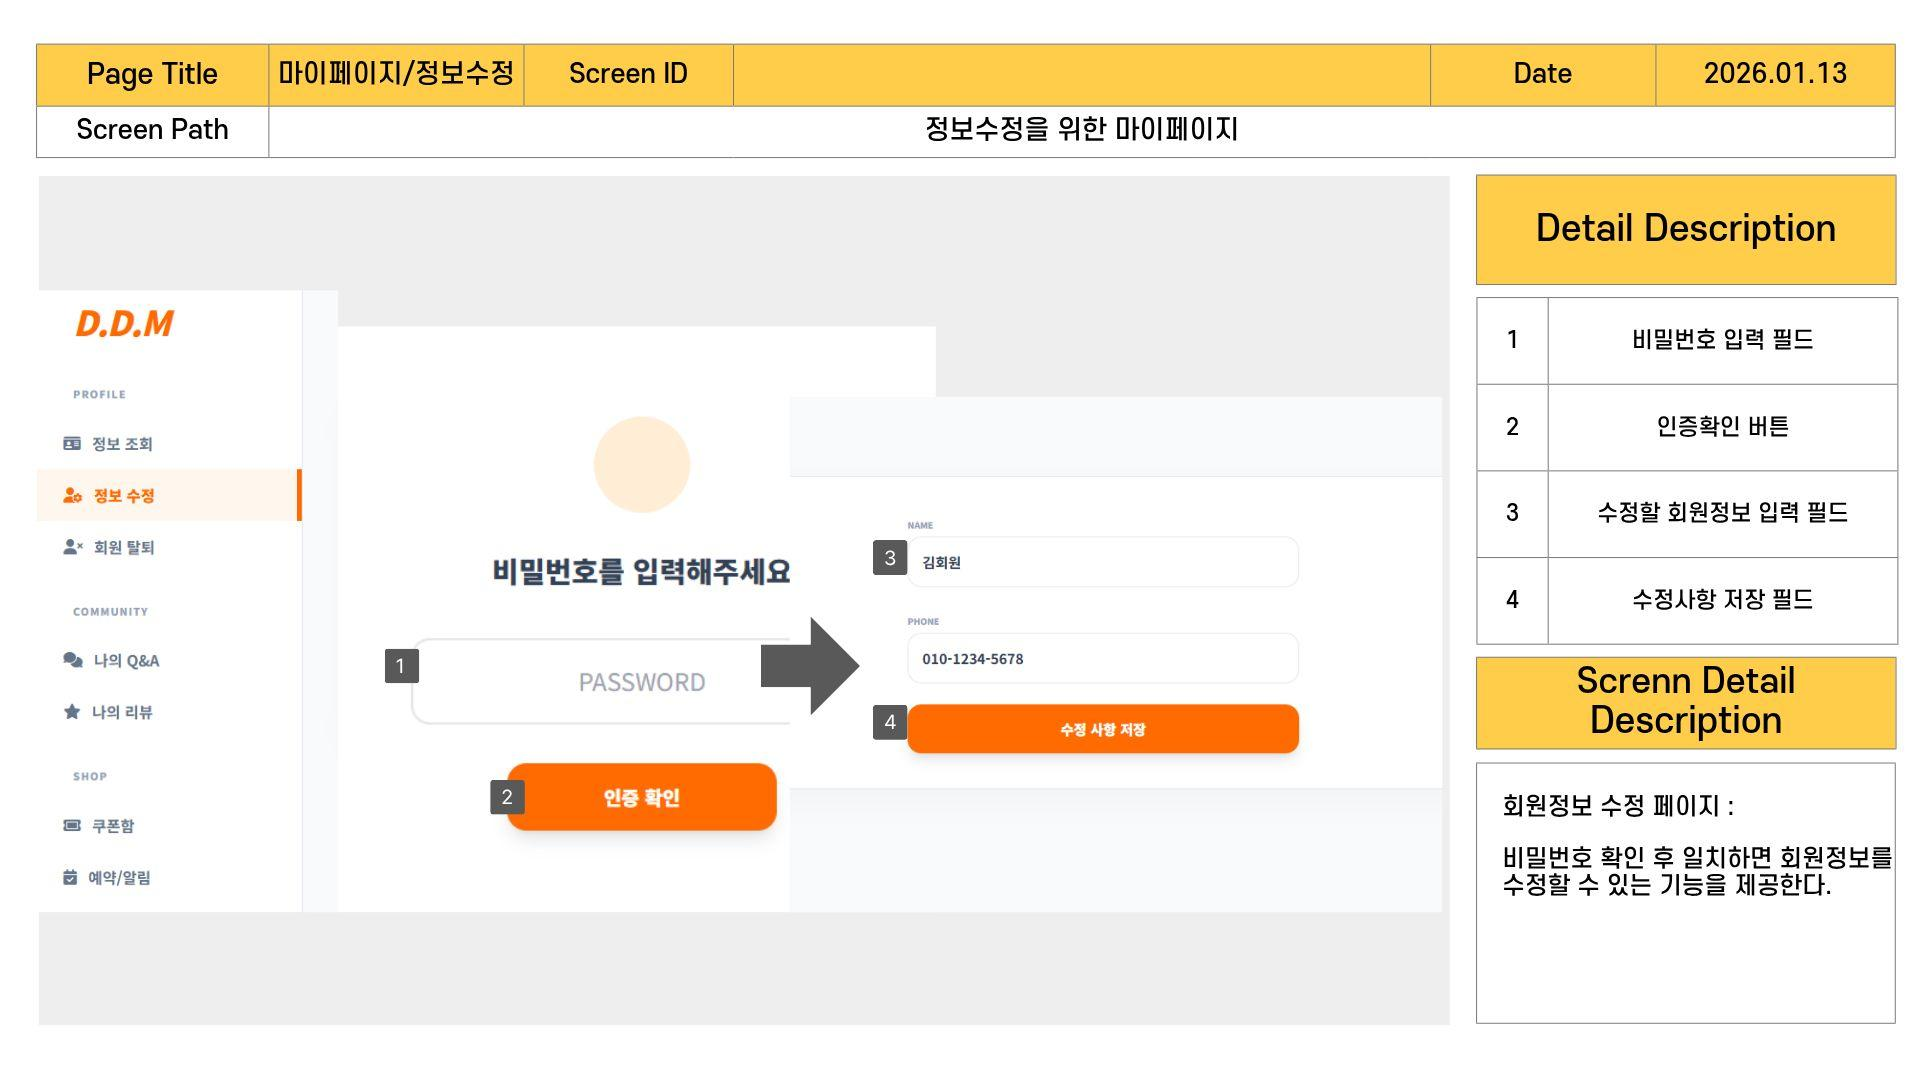 Page Title
마이페이지/정보수정
Screen ID
Date
2026.01.13
Screen Path
정보수정을 위한 마이페이지
D.D.M
PROFILE
정보 조회
정보 수정
회원 탈퇴
COMMUNITY
나의 Q&A
나의 리뷰
SHOP
쿠폰함
예약/알림
비밀번호를 입력해주세요
1
PASSWORD
2
인증 확인
NAME
3
김회원
PHONE
010-1234-5678
4
수정 사항 저장
Detail Description
1
비밀번호 입력 필드
2
인증확인 버튼
3
수정할 회원정보 입력 필드
4
수정사항 저장 필드
Screnn Detail
Description
회원정보 수정 페이지 :
비밀번호 확인 후 일치하면 회원정보를
수정할 수 있는 기능을 제공한다.